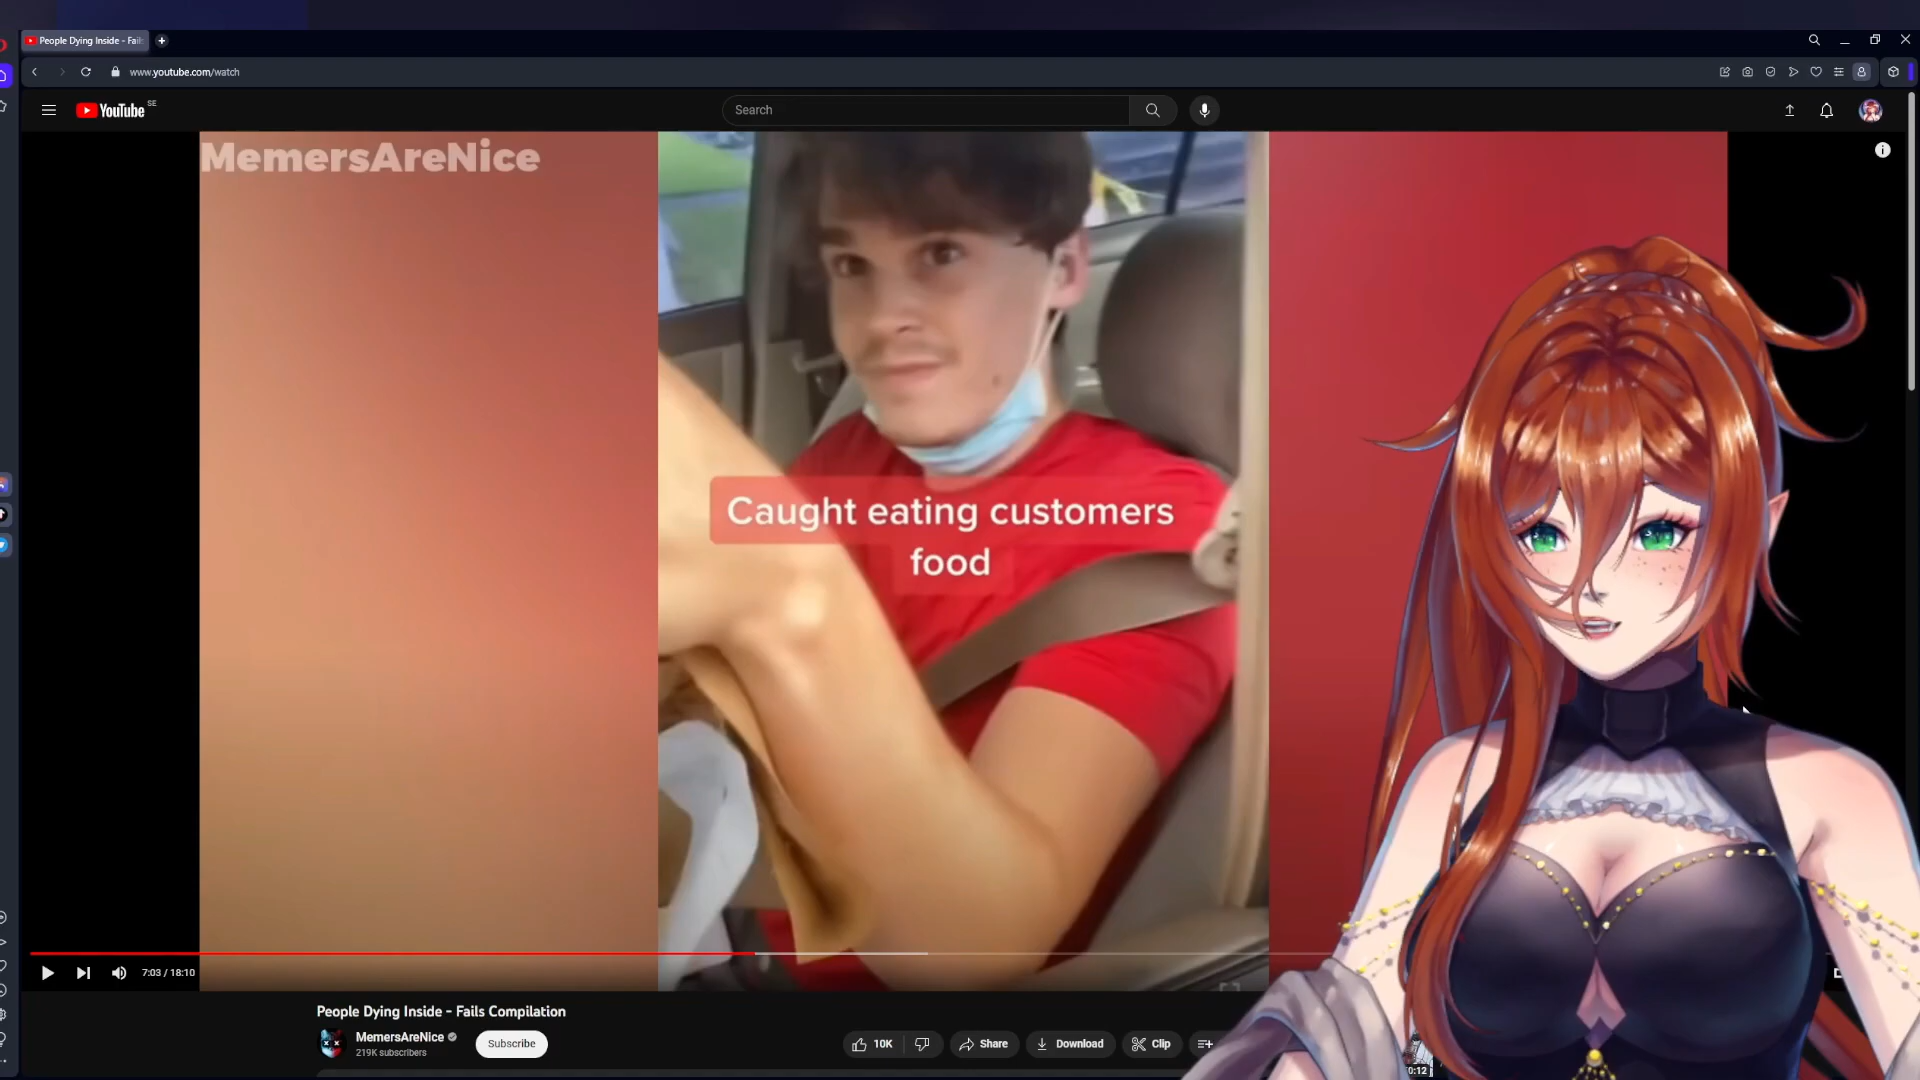 People Dying Inside - Fail
www.youtube.com/watch
YouTube SE
Search
MemersAreNice
Caught eating customers
food
7:03 / 18:10
People Dying Inside - Fails Compilation
MemersAreNice
219K subscribers
Subscribe
10K
Share
Download
Clip
0:12